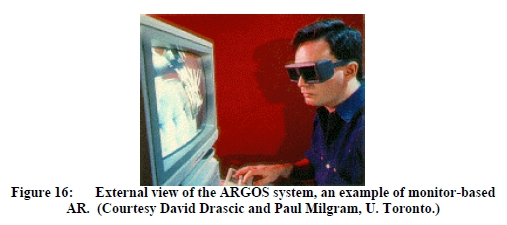 Figure 16: External view of the ARGOS system, an example of monitor-based
AR. (Courtesy David Drascic and Paul Milgram, U. Toronto.)